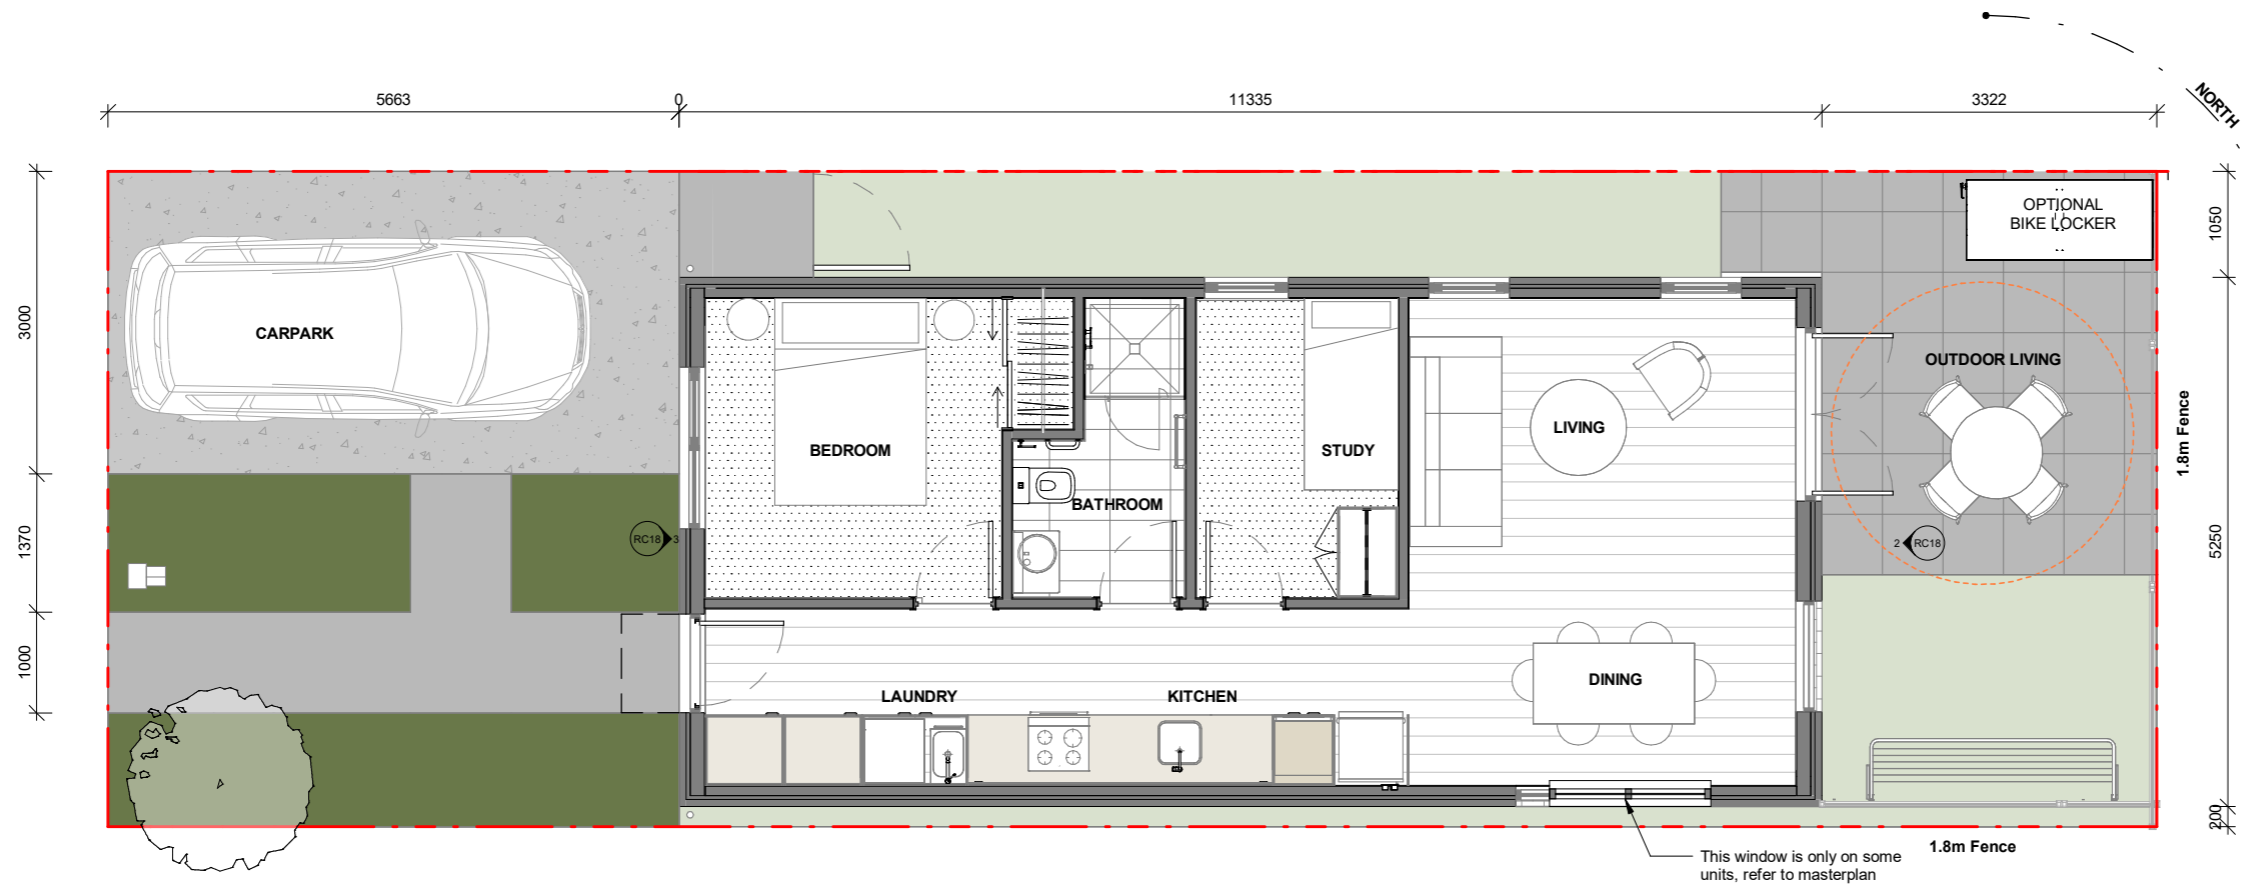 5663
0
11335
3322
NORTH
OPTIONAL
BIKE LOCKER
1050
3000
CARPARK
OUTDOOR LIVING
1.8m Fence
LIVING
BEDROOM
STUDY
BATHROOM
1370
RC18
3
2
RC18
5250
1000
LAUNDRY
KITCHEN
DINING
200
1.8m Fence
This window is only on some
units, refer to masterplan